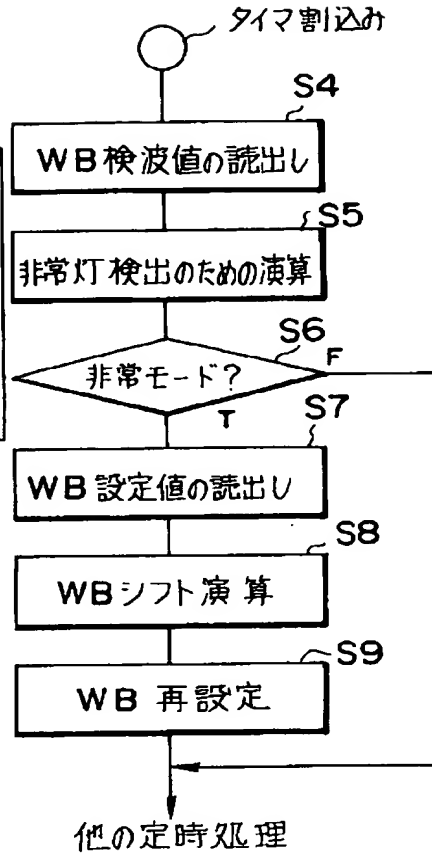 タイマ割込み
S4
WB検波値の読出し
S5
非常灯検出のための演算
S6
非常モード?
F
T
S7
WB設定値の読出し
S8
WBシフト演算
S9
WB 再設定
他の定時処理